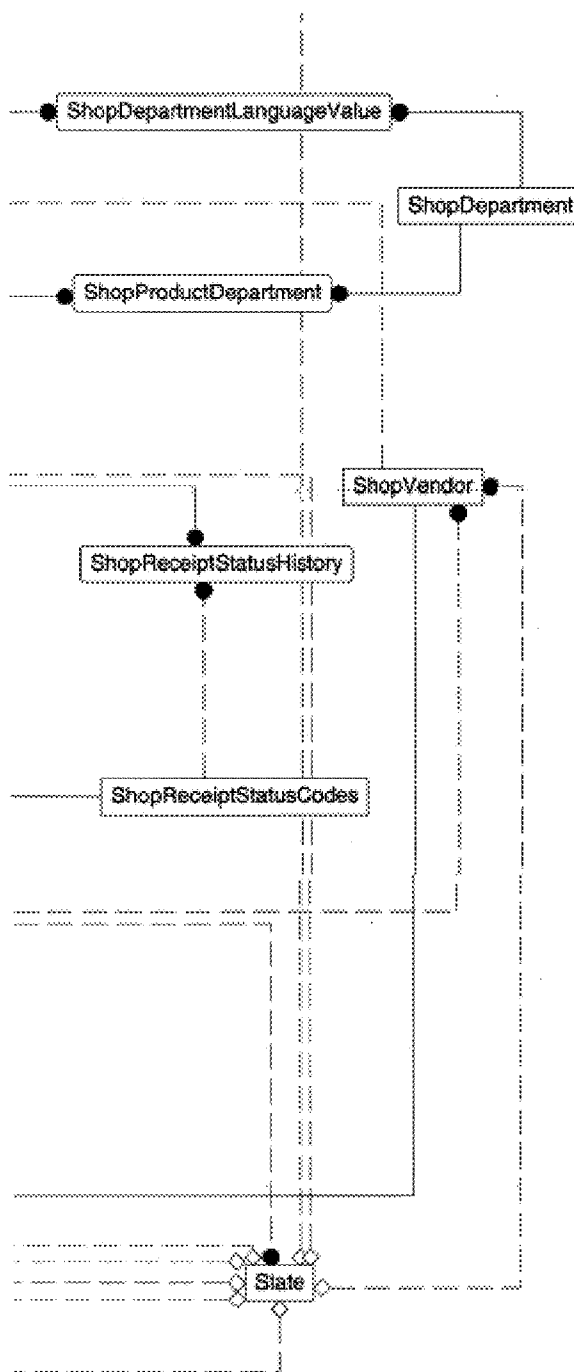 ShopDepartmentLanguageValue
ShopDepartment
ShopProductDepartment
ShopVendor
ShopReceiptStatusHistory
ShopReceiptStatusCodes
State